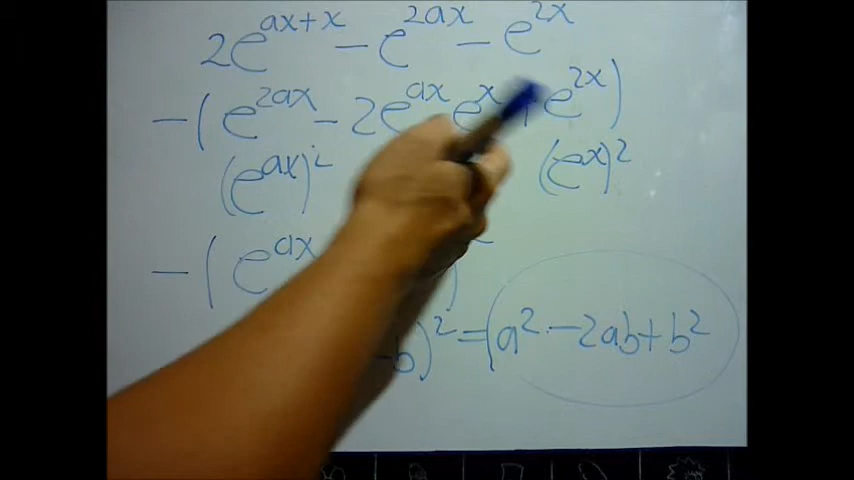 2e^{ax+x} - e^{2ax} - e^{2x}
-(e^{2ax} - 2e^{ax} e^{x} + e^{2x})
(e^{ax})^2 (e^{x})^2
-(e^{ax}
-b)^2 = (a^2 - 2ab + b^2